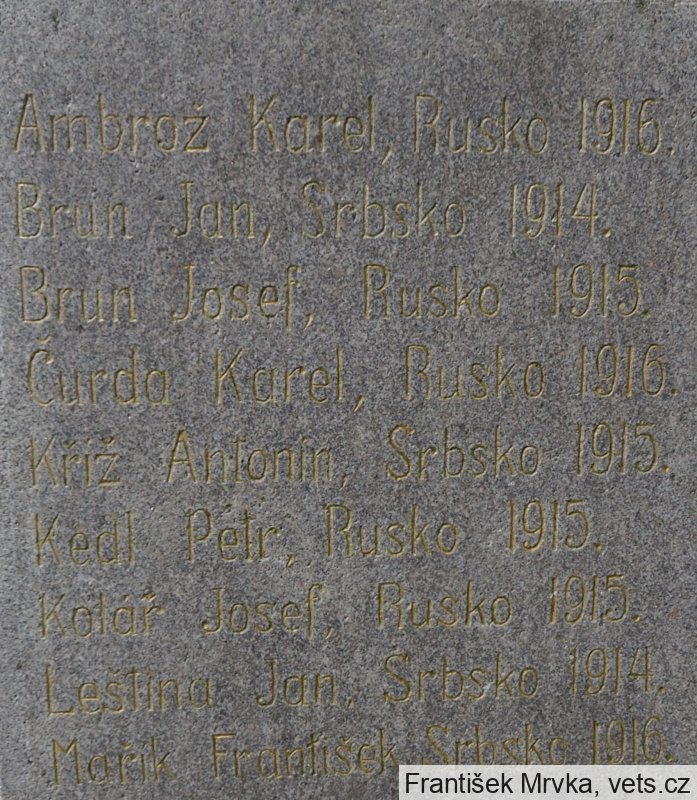 Ambrož Karel, Rusko 1916.
Brun Jan, Srbsko 1914.
Brun Josef, Rusko 1915.
Čurda Karel, Rusko 1916.
Kříž Antonín, Srbsko 1915.
Kedl Petr, Rusko 1915.
Kolář Josef, Rusko 1915.
Leština Jan, Srbsko 1914.
Mařík František, Srbsko 1916.
František Mrvka, vets.cz